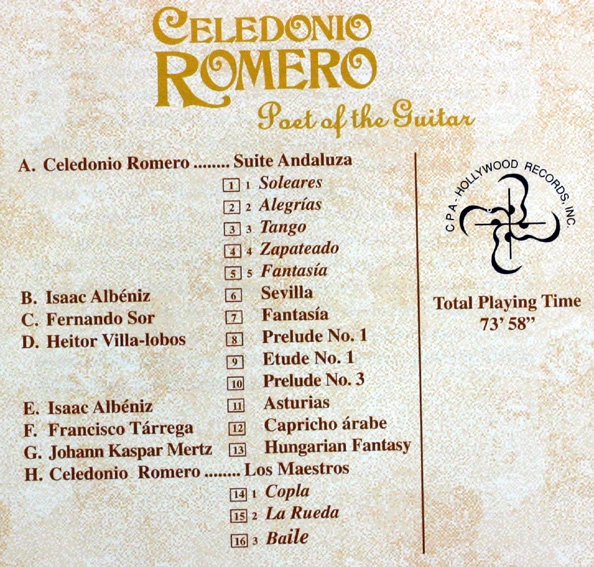 CELEDONIO
ROMERO
Poet of the Guitar
A. Celedonio Romero ........ Suite Andaluza
1 1 Soleares
2 2 Alegrías
3 3 Tango
4 4 Zapateado
5 5 Fantasía
B. Isaac Albéniz 6 Sevilla
C. Fernando Sor 7 Fantasía
D. Heitor Villa-lobos 8 Prelude No. 1
9 Etude No. 1
10 Prelude No. 3
E. Isaac Albéniz 11 Asturias
F. Francisco Tárrega 12 Capricho árabe
G. Johann Kaspar Mertz 13 Hungarian Fantasy
H. Celedonio Romero ........ Los Maestros
14 1 Copla
15 2 La Rueda
16 3 Baile
CPA - HOLLYWOOD RECORDS, INC.
Total Playing Time
73' 58"